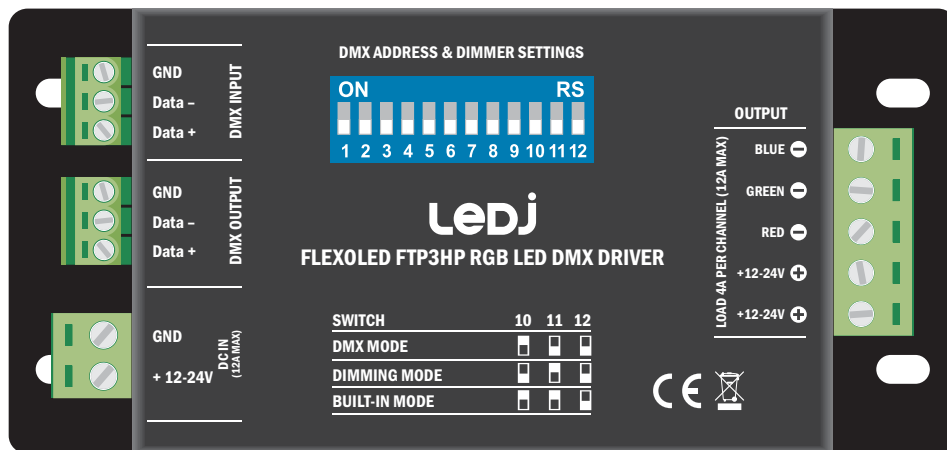 DMX ADDRESS & DIMMER SETTINGS
ON RS
1 2 3 4 5 6 7 8 9 10 11 12
GND
Data –
Data +
DMX INPUT
GND
Data –
Data +
DMX OUTPUT
GND
+ 12-24V
DC IN
(12A MAX)
LEDJ
FLEXOLED FTP3HP RGB LED DMX DRIVER
SWITCH 10 11 12
DMX MODE
DIMMING MODE
BUILT-IN MODE
OUTPUT
BLUE
GREEN
RED
+12-24V
+12-24V
LOAD 4A PER CHANNEL (12A MAX)
CE